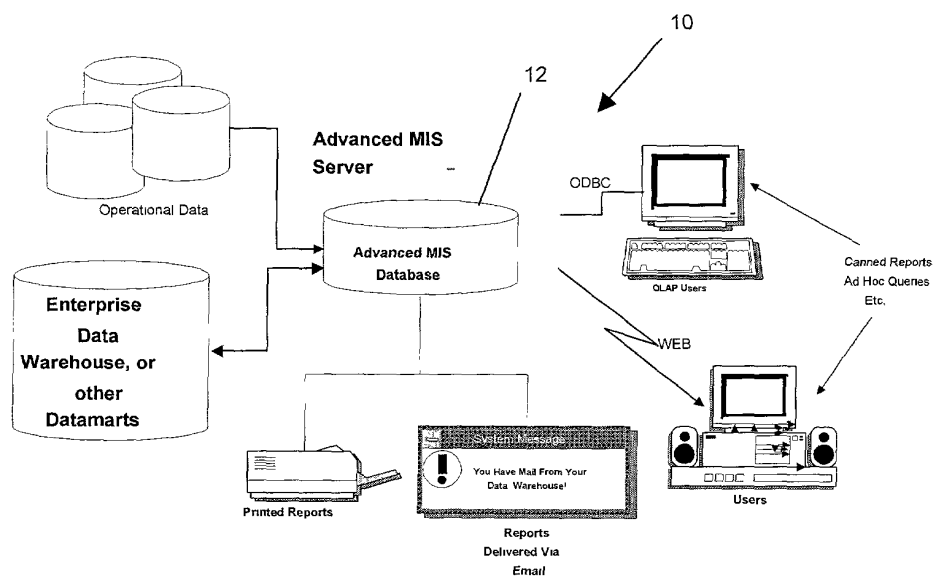 10
12
Advanced MIS
Server
ODBC
Operational Data
Advanced MIS
Database
OLAP Users
Canned Reports
Ad Hoc Queries
Etc.
Enterprise
Data
Warehouse, or
other
Datamarts
WEB
System Message
You Have Mail From Your
Data Warehouse!
Printed Reports
Users
Reports
Delivered Via
Email